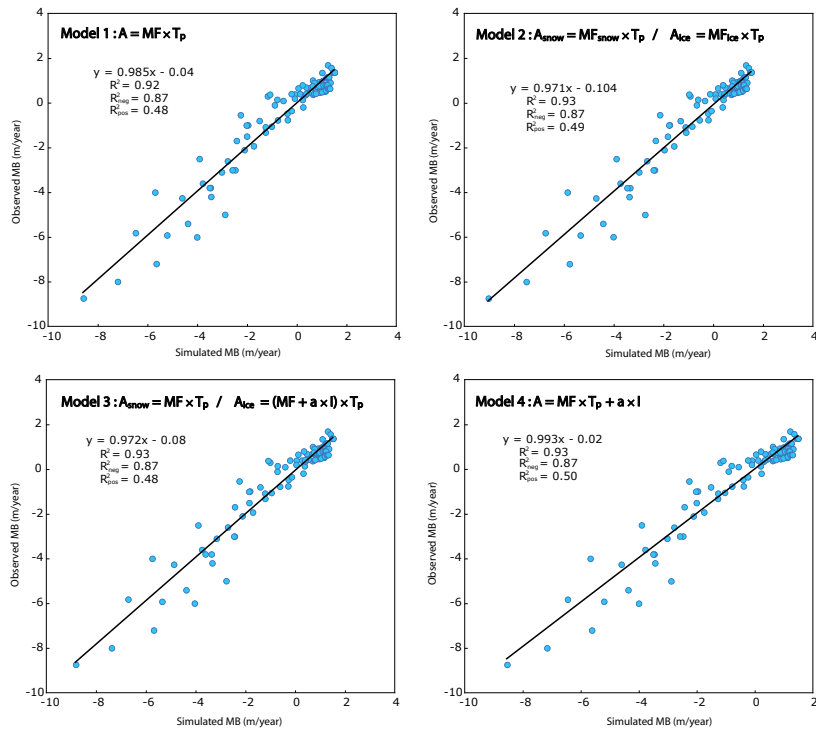 Model 1 : A = MF × Tp
y = 0.985x - 0.04
R² = 0.92
R²neg = 0.87
R²pos = 0.48
4
2
0
-2
-4
-6
-8
-10
Observed MB (m/year)
-10 -8 -6 -4 -2 0 2 4
Simulated MB (m/year)
Model 2 : Asnow = MFsnow × Tp / Aice = MFice × Tp
y = 0.971x - 0.104
R² = 0.93
R²neg = 0.87
R²pos = 0.49
4
2
0
-2
-4
-6
-8
-10
Observed MB (m/year)
-10 -8 -6 -4 -2 0 2 4
Simulated MB (m/year)
Model 3 : Asnow = MF × Tp / Aice = (MF + a × I) × Tp
y = 0.972x - 0.08
R² = 0.93
R²neg = 0.87
R²pos = 0.48
4
2
0
-2
-4
-6
-8
-10
Observed MB (m/year)
-10 -8 -6 -4 -2 0 2 4
Simulated MB (m/year)
Model 4 : A = MF × Tp + a × I
y = 0.993x - 0.02
R² = 0.93
R²neg = 0.87
R²pos = 0.50
4
2
0
-2
-4
-6
-8
-10
Observed MB (m/year)
-10 -8 -6 -4 -2 0 2
Simulated MB (m/year)